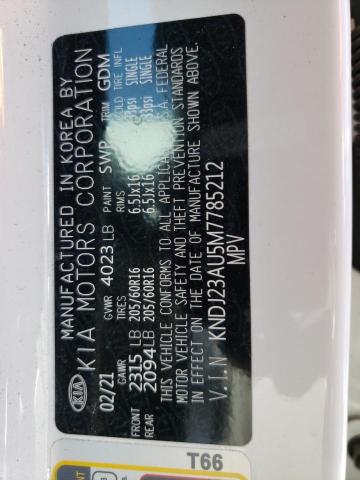 MANUFACTURED IN KOREA BY
KIA KIA MOTORS CORPORATION
02/21 GVWR 4023 LB PAINT SWP TRIM GDM
GAWR TIRES RIMS COLD TIRE INFL
FRONT 2315 LB 205/60R16 6.5JX16 33psi SINGLE
REAR 2094LB 205/60R16 6.5JX16 33psi SINGLE
THIS VEHICLE CONFORMS TO ALL APPLICABLE U.S.A. FEDERAL
MOTOR VEHICLE SAFETY AND THEFT PREVENTION STANDARDS
IN EFFECT ON THE DATE OF MANUFACTURE SHOWN ABOVE.
V.I.N KNDJ23AU5M7785212
MPV
T66